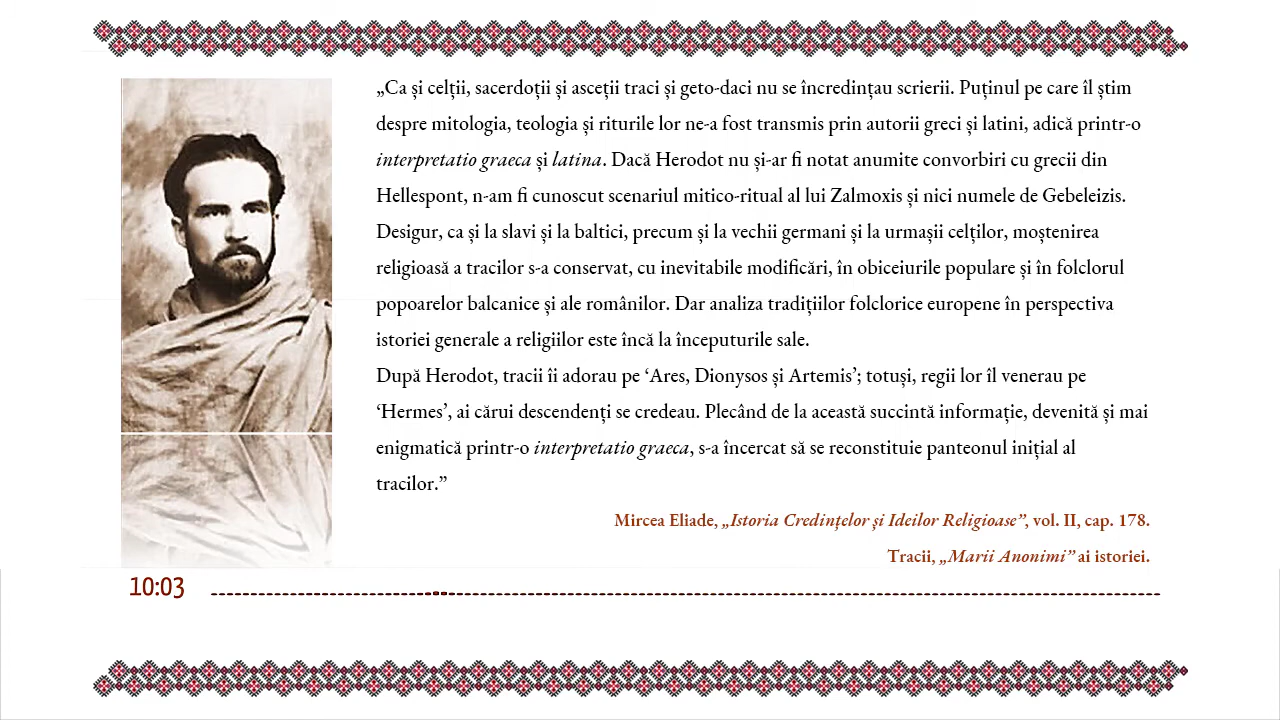 „Ca și celții, sacerdoții și asceții traci și geto-daci nu se încredințau scrierii. Puținul pe care îl știm
despre mitologia, teologia și riturile lor ne-a fost transmis prin autorii greci și latini, adică printr-o
interpretatio graeca și latina. Dacă Herodot nu și-ar fi notat anumite convorbiri cu grecii din
Hellespont, n-am fi cunoscut scenariul mitico-ritual al lui Zalmoxis și nici numele de Gebeleizis.
Desigur, ca și la slavi și la baltici, precum și la vechii germani și la urmașii celților, moștenirea
religioasă a tracilor s-a conservat, cu inevitabile modificări, în obiceiurile populare și în folclorul
popoarelor balcanice și ale românilor. Dar analiza tradițiilor folclorice europene în perspectiva
istoriei generale a religiilor este încă la începuturile sale.
După Herodot, tracii îi adorau pe ‘Ares, Dionysos și Artemis’; totuși, regii lor îl venerau pe
‘Hermes’, ai cărui descendenți se credeau. Plecând de la această succintă informație, devenită și mai
enigmatică printr-o interpretatio graeca, s-a încercat să se reconstituie panteonul inițial al
tracilor.”
Mircea Eliade, „Istoria Credințelor și Ideilor Religioase”, vol. II, cap. 178.
Tracii, „Marii Anonimi” ai istoriei.
10:03